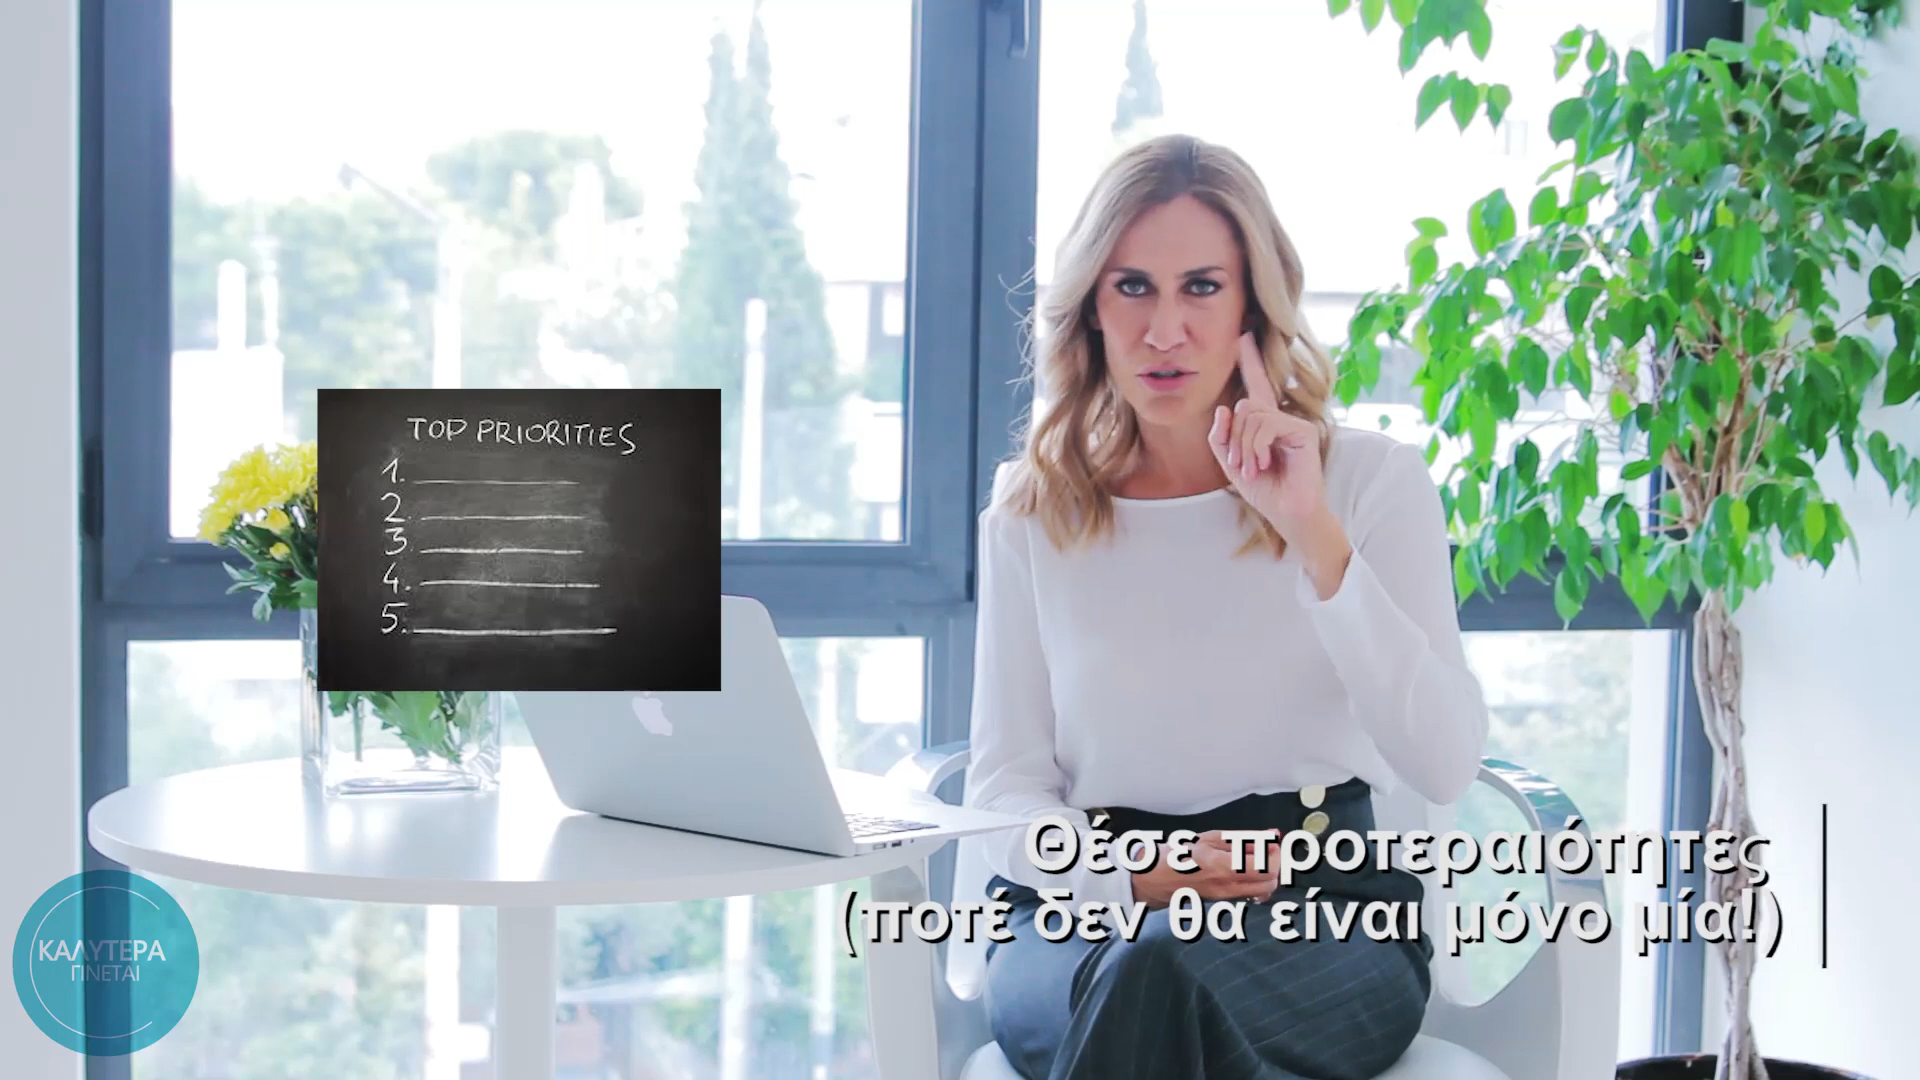 TOP PRIORITIES
1.
2.
3.
4.
5.
Θέσε προτεραιότητες
(ποτέ δεν θα είναι μόνο μία!)
ΚΑΛΥΤΕΡΑ
ΓΙΝΕΤΑΙ